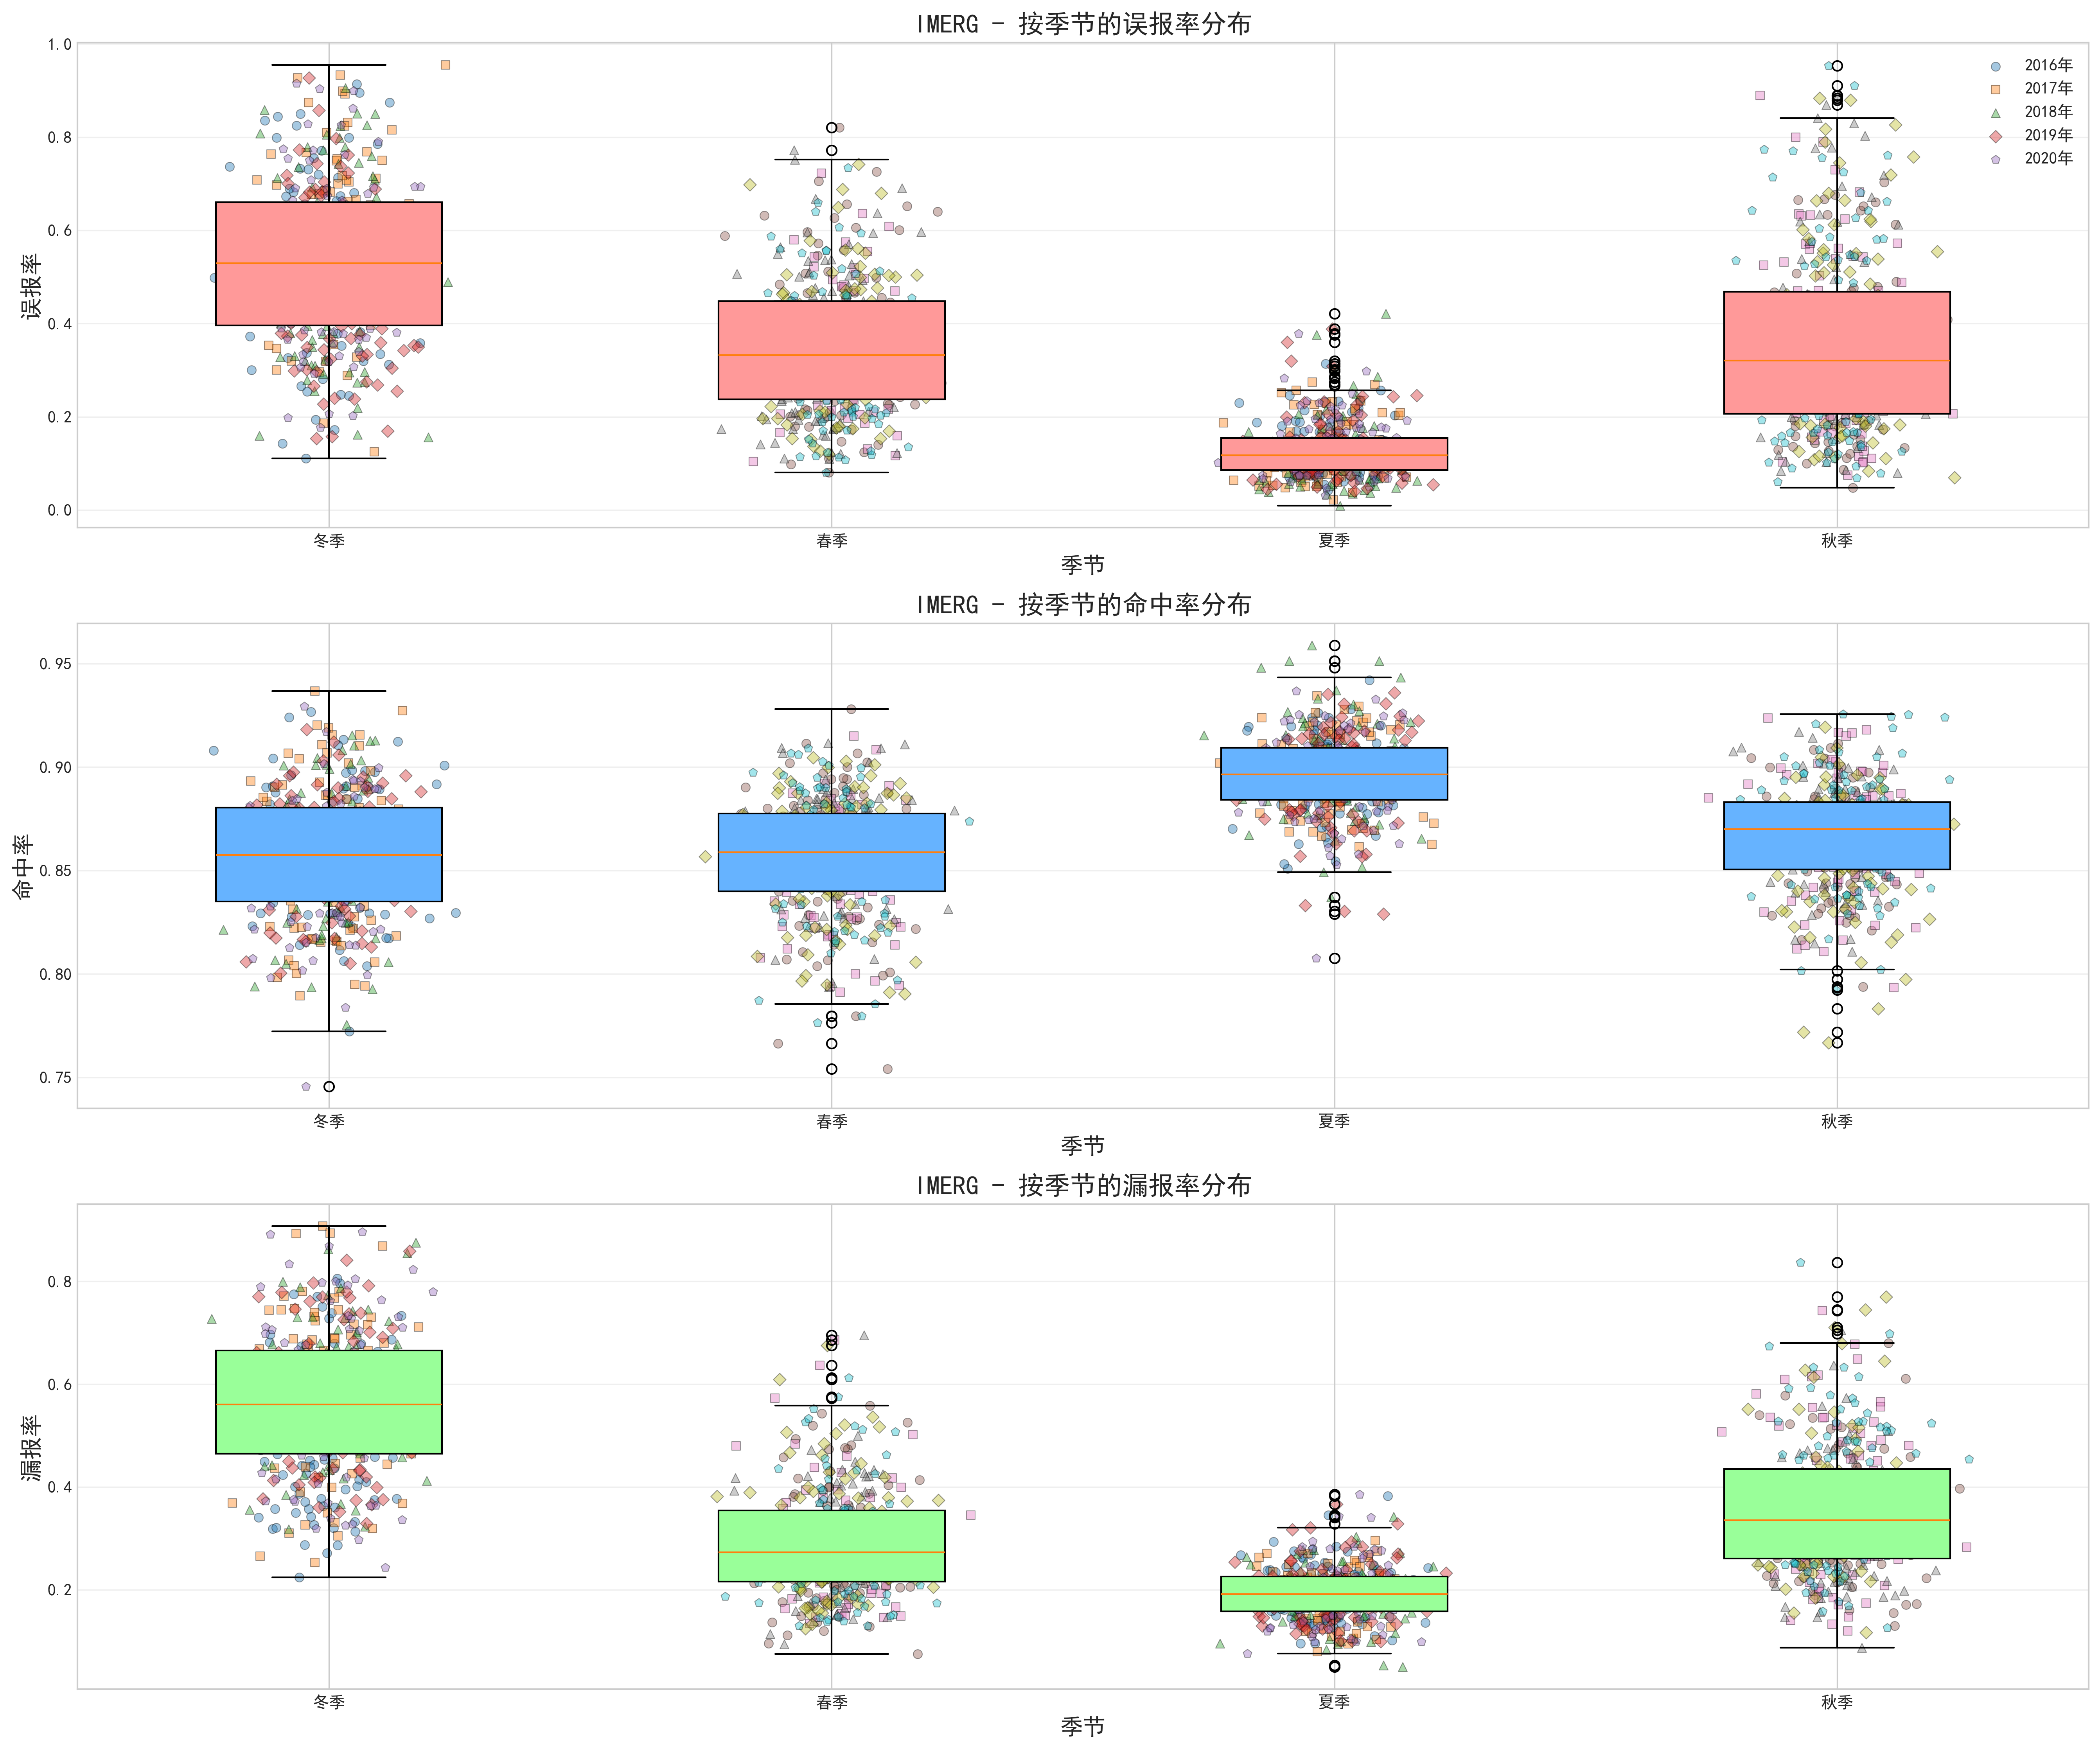 IMERG - 按季节的误报率分布
1.0
0.8
0.6
0.4
0.2
0.0
误报率
2016年
2017年
2018年
2019年
2020年
冬季 春季 夏季 秋季
季节
IMERG - 按季节的命中率分布
0.95
0.90
0.85
0.80
0.75
命中率
冬季 春季 夏季 秋季
季节
IMERG - 按季节的漏报率分布
0.8
0.6
0.4
0.2
漏报率
冬季 春季 夏季 秋季
季节